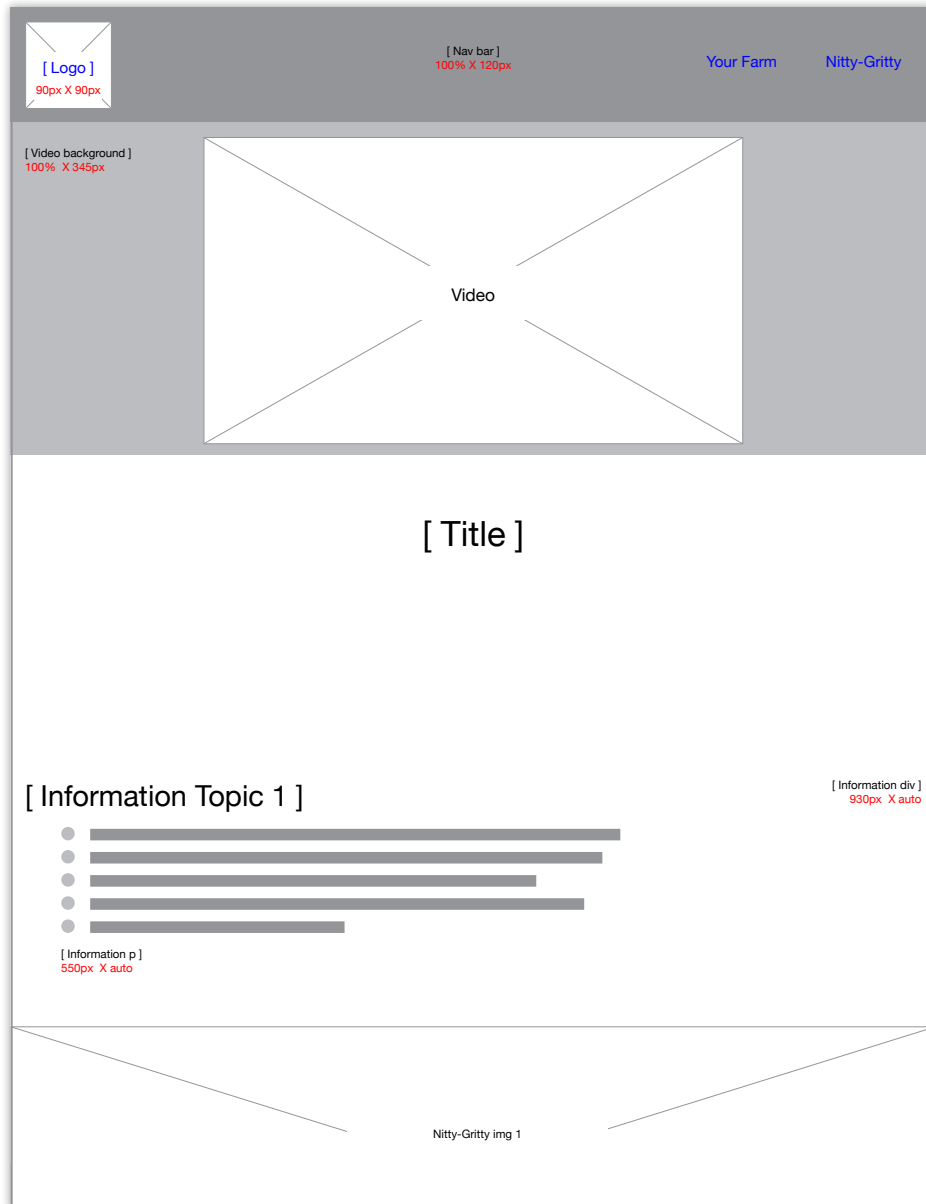 [ Logo ]
90px X 90px
[ Nav bar ]
100% X 120px
Your Farm
Nitty-Gritty
[ Video background ]
100% X 345px
Video
[ Title ]
[ Information Topic 1 ]
[ Information div ]
930px X auto
[ Information p ]
550px X auto
Nitty-Gritty img 1